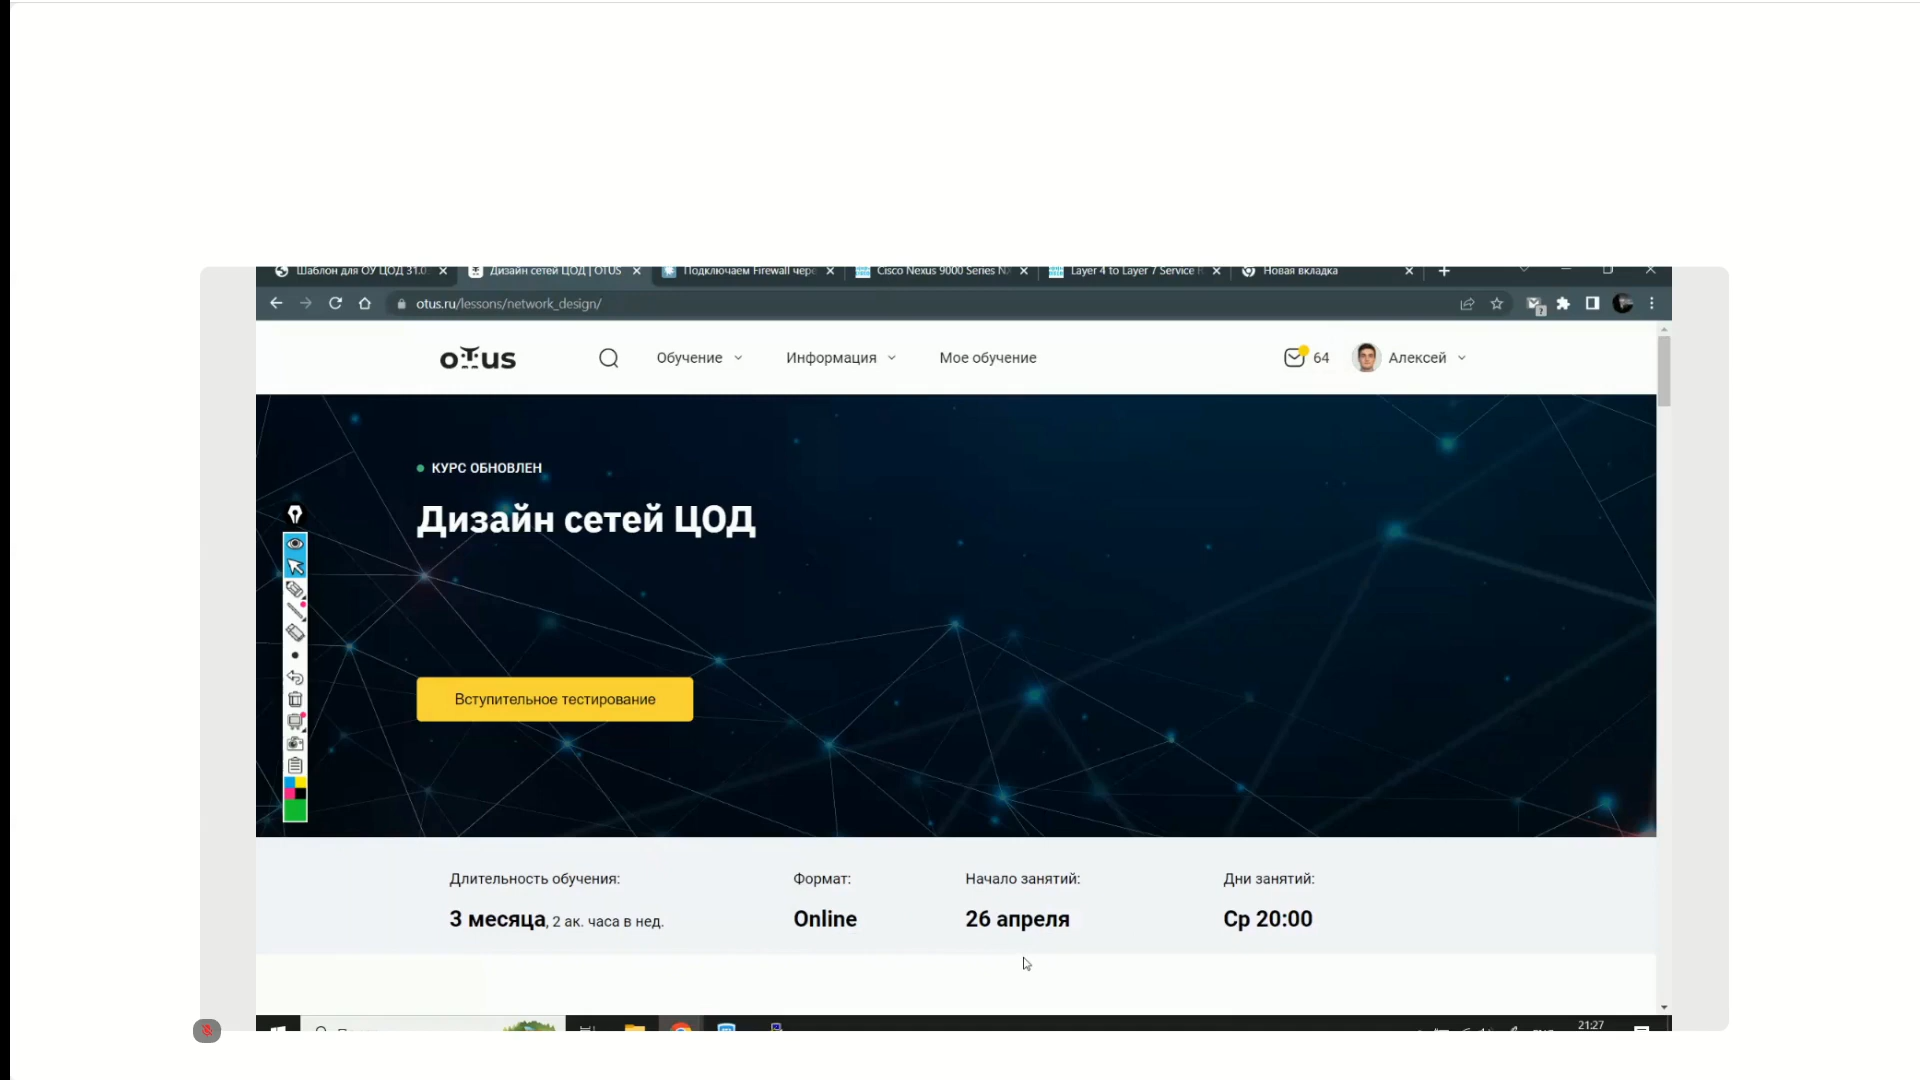 Шаблон для ОУ ЦОД 31.0
Дизайн сетей ЦОД | OTUS
Подключаем Firewall чере
Cisco Nexus 9000 Series N
Layer 4 to Layer 7 Service
Новая вкладка
otus.ru/lessons/network_design/
OTUS
Обучение
Информация
Мое обучение
64
Алексей
КУРС ОБНОВЛЕН
Дизайн сетей ЦОД
Вступительное тестирование
Длительность обучения:
Формат:
Начало занятий:
Дни занятий:
3 месяца, 2 ак. часа в нед.
Online
26 апреля
Ср 20:00
21:27